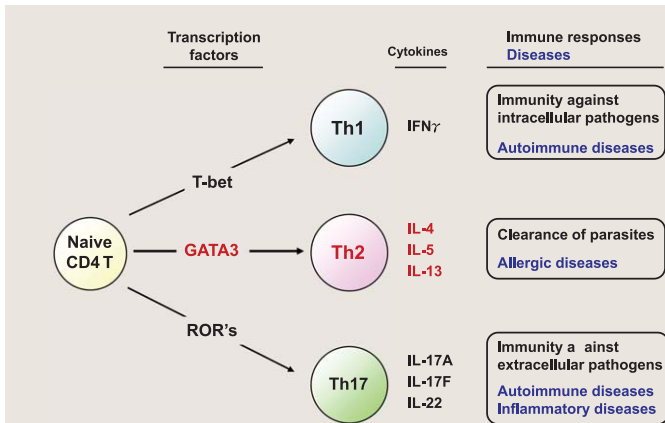 Transcription
factors
Cytokines
Immune responses
Diseases
Naive
CD4 T
T-bet
Th1
IFNγ
Immunity against
intracellular pathogens
Autoimmune diseases
GATA3
Th2
IL-4
IL-5
IL-13
Clearance of parasites
Allergic diseases
ROR's
Th17
IL-17A
IL-17F
IL-22
Immunity a ainst
extracellular pathogens
Autoimmune diseases
Inflammatory diseases